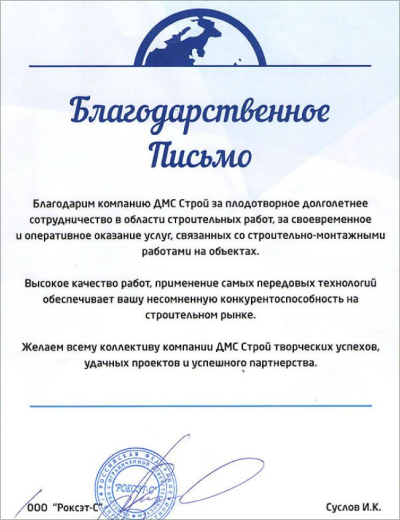 Благодарственное
Письмо
Благодарим компанию ДМС Строй за плодотворное долголетнее
сотрудничество в области строительных работ, за своевременное
и оперативное оказание услуг, связанных со строительно-монтажными
работами на объектах.
Высокое качество работ, применение самых передовых технологий
обеспечивает вашу несомненную конкурентоспособность на
строительном рынке.
Желаем всему коллективу компании ДМС Строй творческих успехов,
удачных проектов и успешного партнерства.
РОССИЙСКАЯ ФЕДЕРАЦИЯ
"РОКСЭТ-С"
ООО "Роксэт-С"
Суслов И.К.